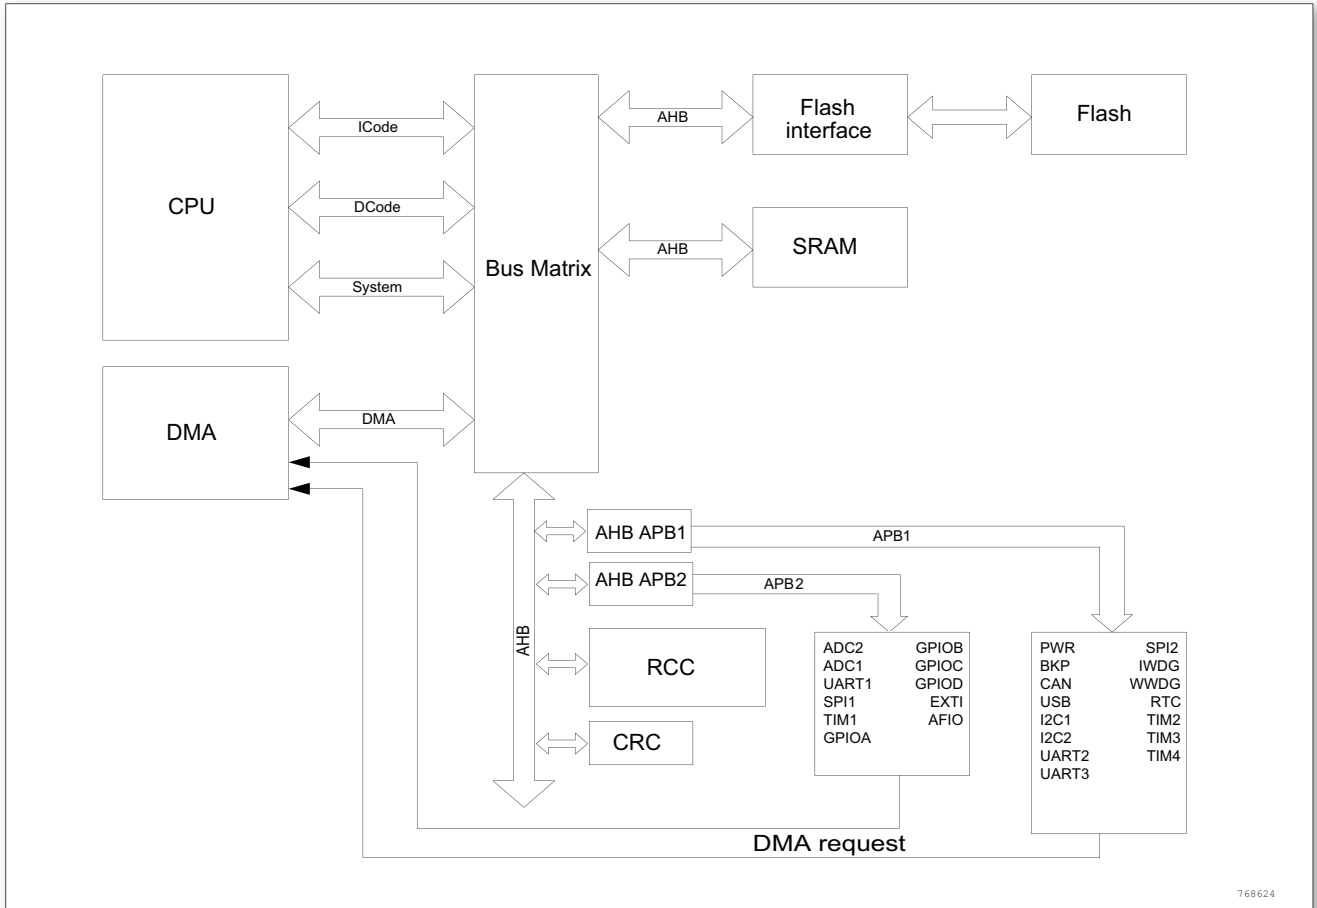 CPU
ICode
DCode
System
DMA
DMA
Bus Matrix
AHB
Flash
interface
Flash
AHB
SRAM
AHB
AHB APB1
APB1
AHB APB2
APB2
RCC
CRC
ADC2 GPIOB
ADC1 GPIOC
UART1 GPIOD
SPI1 EXTI
TIM1 AFIO
GPIOA
PWR SPI2
BKP IWDG
CAN WWDG
USB RTC
I2C1 TIM2
I2C2 TIM3
UART2 TIM4
UART3
DMA request
768624